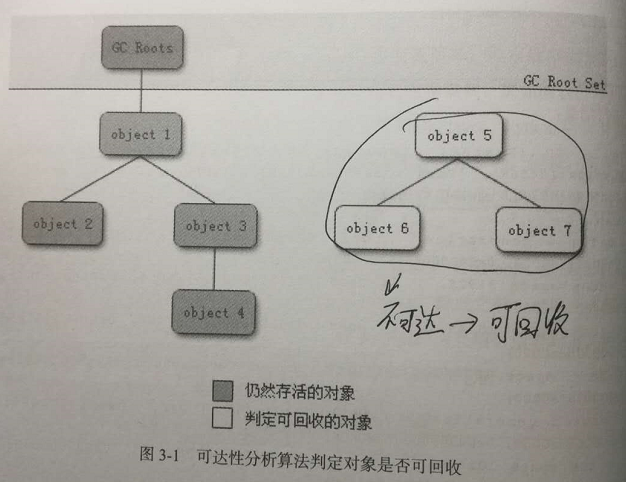 GC Roots
GC Root Set
object 1
object 5
object 2
object 3
object 6
object 7
object 4
不可达→可回收
仍然存活的对象
判定可回收的对象
图 3-1 可达性分析算法判定对象是否可回收